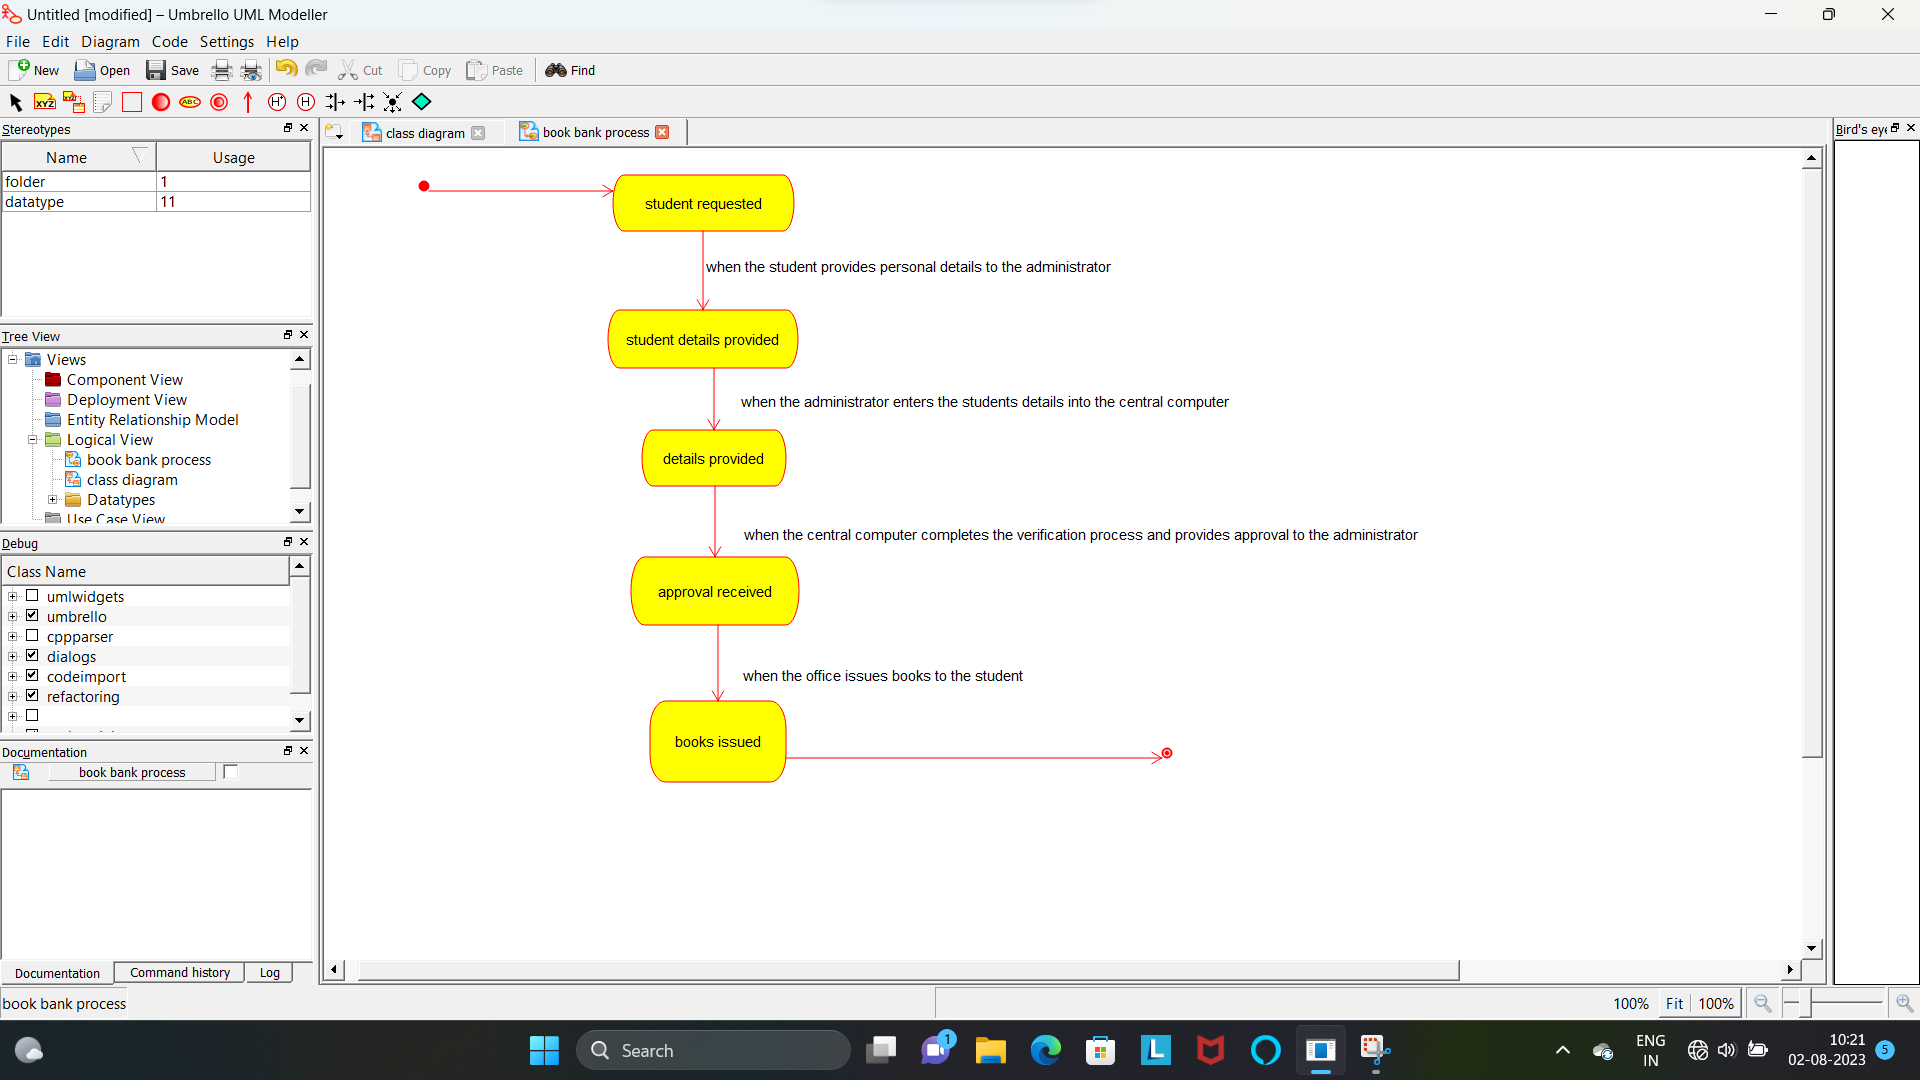 Untitled [modified] – Umbrello UML Modeller
File Edit Diagram Code Settings Help
New Open Save Cut Copy Paste Find
XYZ XYZ ABC H* H
Stereotypes
Name Usage
folder 1
datatype 11
Tree View
Views
Component View
Deployment View
Entity Relationship Model
Logical View
book bank process
class diagram
Datatypes
Use Case View
Debug
Class Name
umlwidgets
umbrello
cppparser
dialogs
codeimport
refactoring
Documentation
book bank process
Documentation Command history Log
class diagram book bank process
student requested
when the student provides personal details to the administrator
student details provided
when the administrator enters the students details into the central computer
details provided
when the central computer completes the verification process and provides approval to the administrator
approval received
when the office issues books to the student
books issued
Bird's eye
book bank process
100% Fit 100%
Search
1
L
ENG
IN
10:21
02-08-2023
5